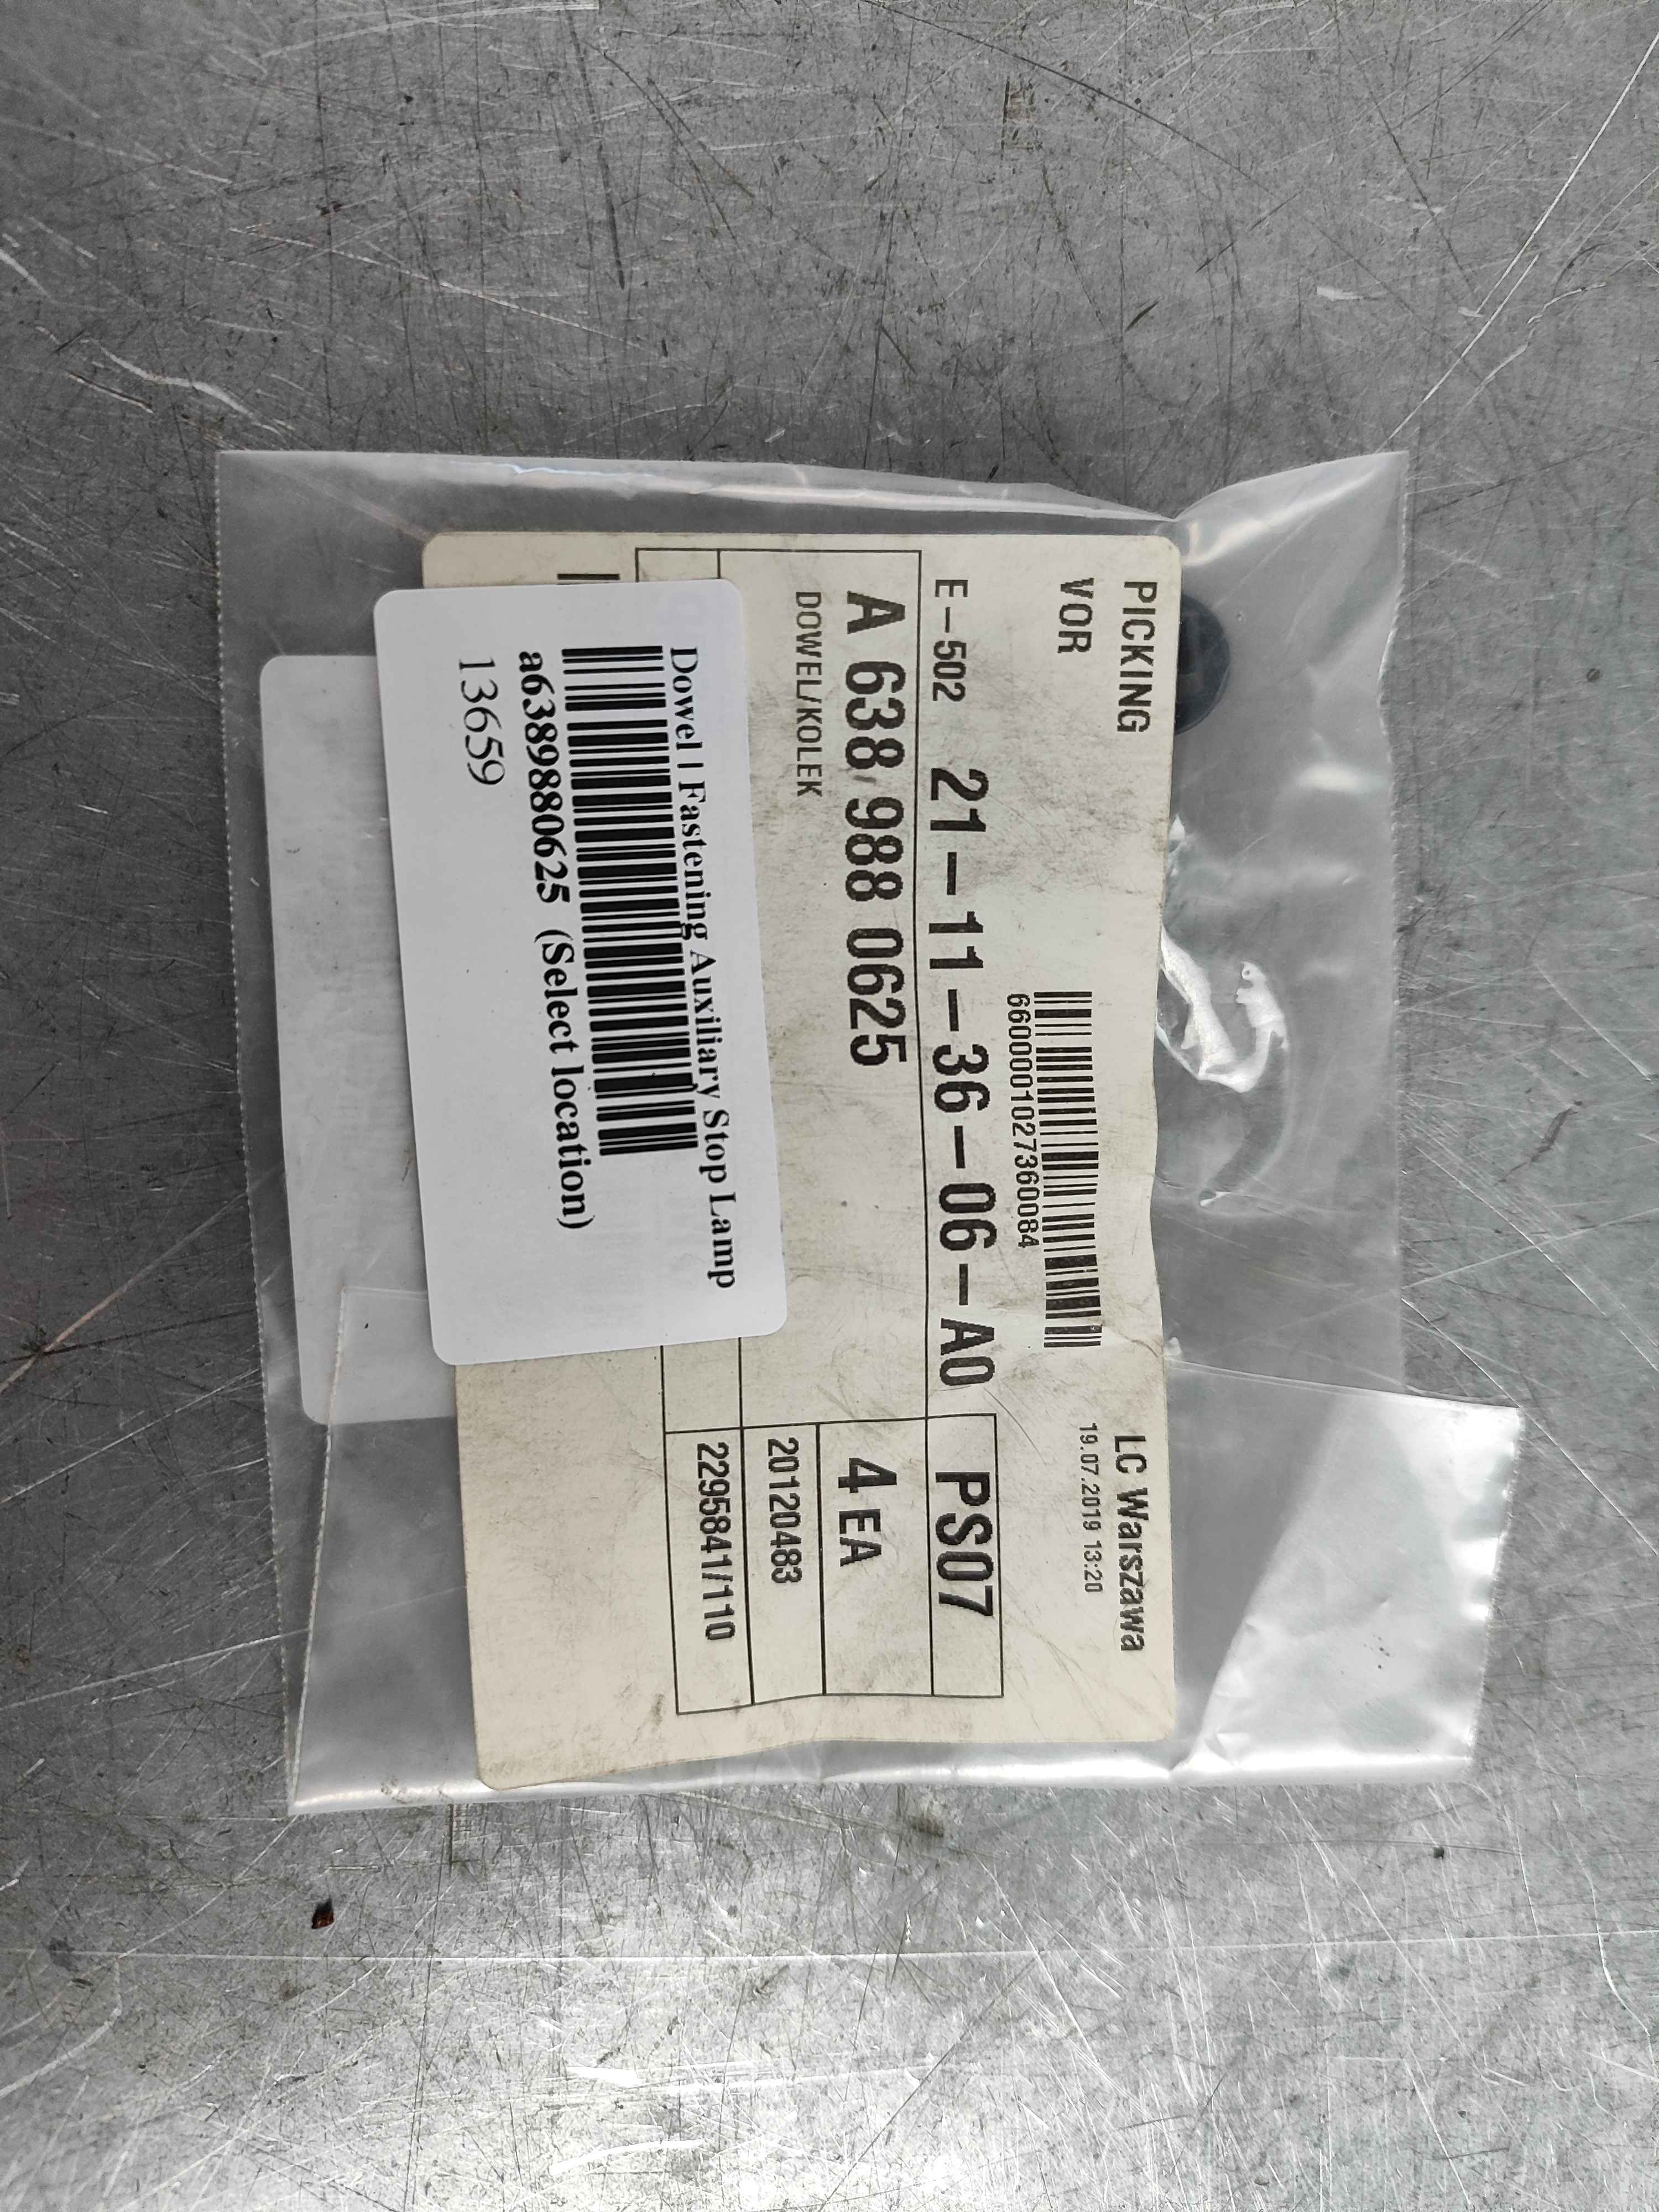 PICKING
LC Warszawa
VOR
19.07.2019 13:20
66000001027360084
E-502 21-11-36-06-A0 PS07
A 638 988 0625
4 EA
DOWEL/KOLEK
20120483
2295841/110
Dowel | Fastening Auxiliary Stop Lamp
a6389880625 (Select location)
13659